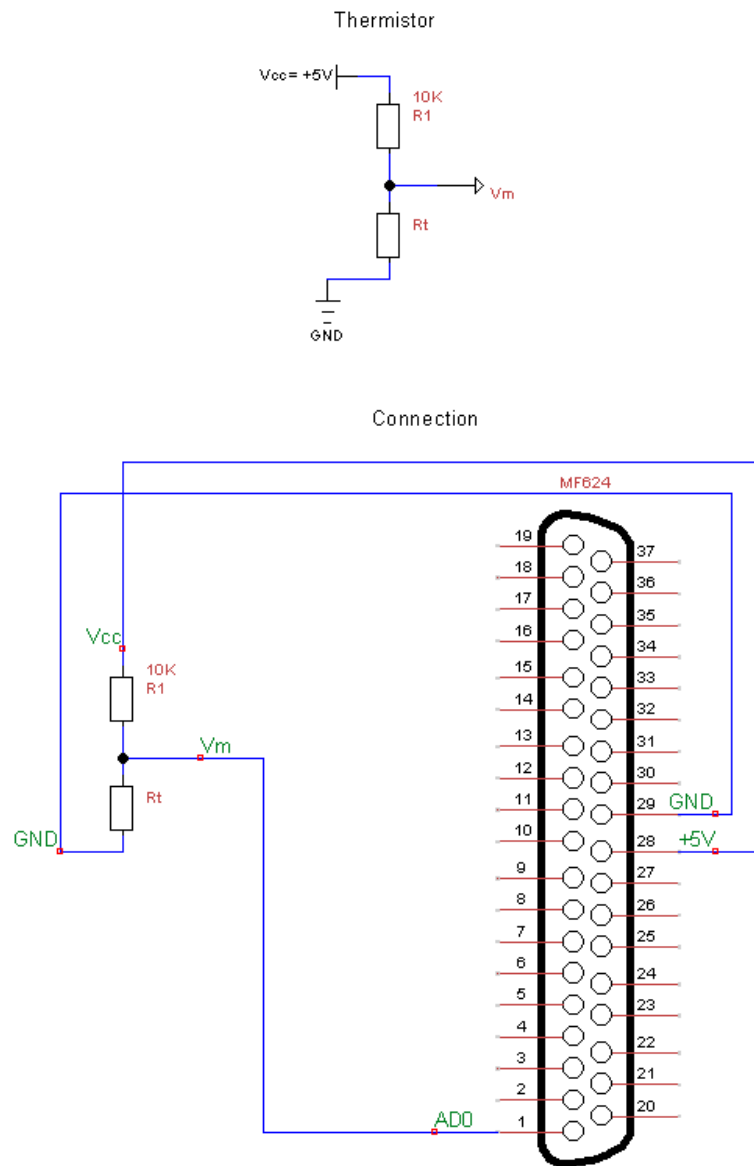 Thermistor
Vcc= +5V
10K
R1
Vm
Rt
GND
Connection
MF624
19
37
18
36
17
35
16
34
Vcc
10K
R1
15
33
14
32
Vm
13
31
12
30
Rt
11
29
GND
GND
10
28
+5V
9
27
8
26
7
25
6
24
5
23
4
22
3
21
2
20
AD0
1